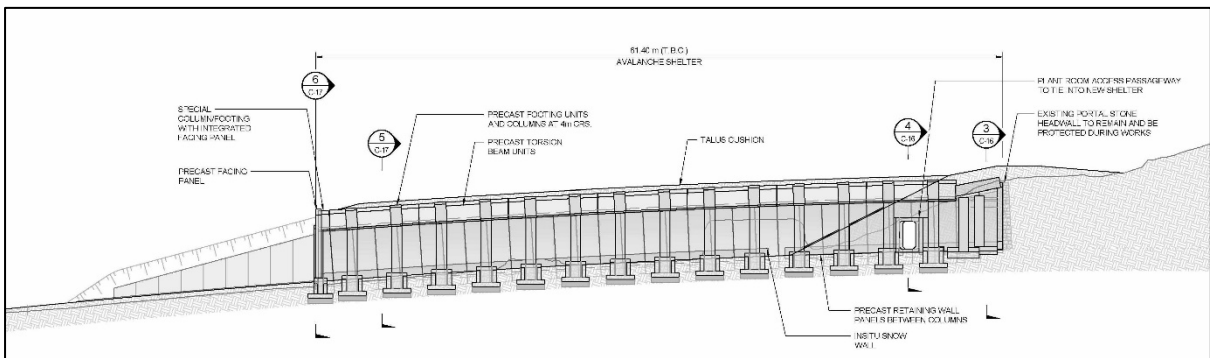 61.40 m (T.B.C.)
AVALANCHE SHELTER
6
C-17
SPECIAL
COLUMN/FOOTING
WITH INTEGRATED
FACING PANEL
PRECAST FACING
PANEL
5
C-17
PRECAST FOOTING UNITS
AND COLUMNS AT 4m CRS.
PRECAST TORSION
BEAM UNITS
TALUS CUSHION
4
C-16
3
C-16
PLANT ROOM ACCESS PASSAGEWAY
TO TIE INTO NEW SHELTER
EXISTING PORTAL STONE
HEADWALL TO REMAIN AND BE
PROTECTED DURING WORKS
PRECAST RETAINING WALL
PANELS BETWEEN COLUMNS
INSITU SNOW
WALL